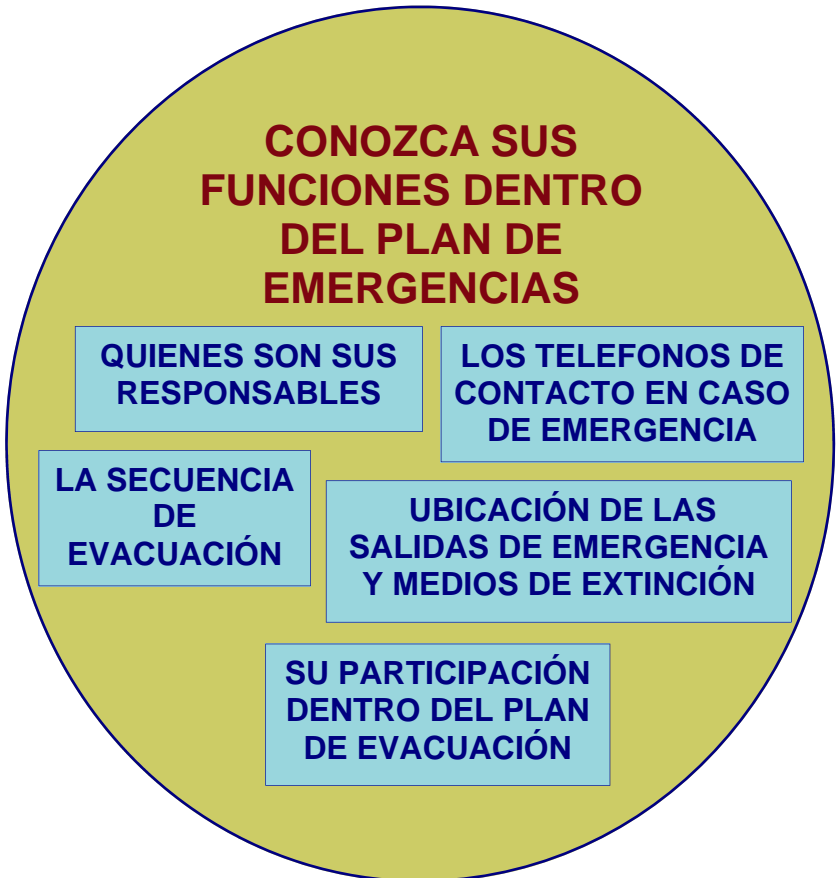 CONOZCA SUS
FUNCIONES DENTRO
DEL PLAN DE
EMERGENCIAS
QUIENES SON SUS
RESPONSABLES
LOS TELEFONOS DE
CONTACTO EN CASO
DE EMERGENCIA
LA SECUENCIA
DE
EVACUACIÓN
UBICACIÓN DE LAS
SALIDAS DE EMERGENCIA
Y MEDIOS DE EXTINCIÓN
SU PARTICIPACIÓN
DENTRO DEL PLAN
DE EVACUACIÓN